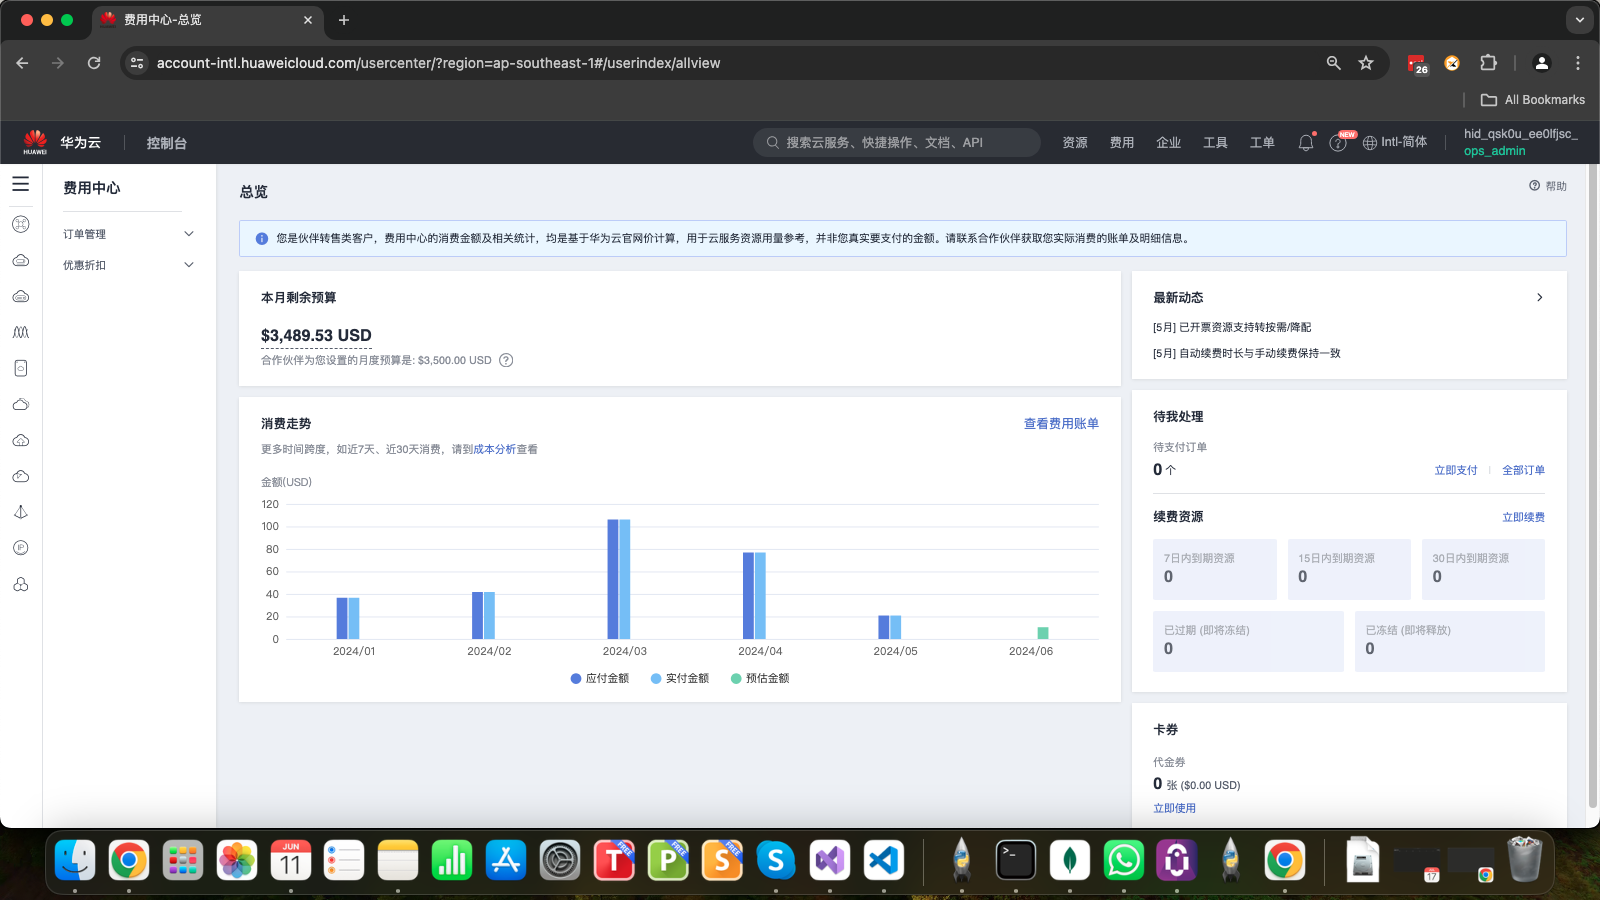 费用中心-总览
account-intl.huaweicloud.com/usercenter/?region=ap-southeast-1#/userindex/allview
26
All Bookmarks
HUAWEI
华为云
控制台
搜索云服务、快捷操作、文档、API
资源
费用
企业
工具
工单
NEW
Intl-简体
hid_qsk0u_ee0lfjsc_
ops_admin
费用中心
订单管理
优惠折扣
总览
帮助
您是伙伴转售类客户，费用中心的消费金额及相关统计，均是基于华为云官网价计算，用于云服务资源用量参考，并非您真实要支付的金额。请联系合作伙伴获取您实际消费的账单及明细信息。
本月剩余预算
$3,489.53 USD
合作伙伴为您设置的月度预算是: $3,500.00 USD
消费走势
查看费用账单
更多时间跨度，如近7天、近30天消费，请到成本分析查看
金额(USD)
120
100
80
60
40
20
0
2024/01
2024/02
2024/03
2024/04
2024/05
2024/06
应付金额
实付金额
预估金额
最新动态
[5月] 已开票资源支持转按需/降配
[5月] 自动续费时长与手动续费保持一致
待我处理
待支付订单
0 个
立即支付
全部订单
续费资源
立即续费
7日内到期资源
0
15日内到期资源
0
30日内到期资源
0
已过期 (即将冻结)
0
已冻结 (即将释放)
0
卡券
代金券
0 张 ($0.00 USD)
立即使用
JUN
11
T
FREE
P
FREE
S
FREE
S
17